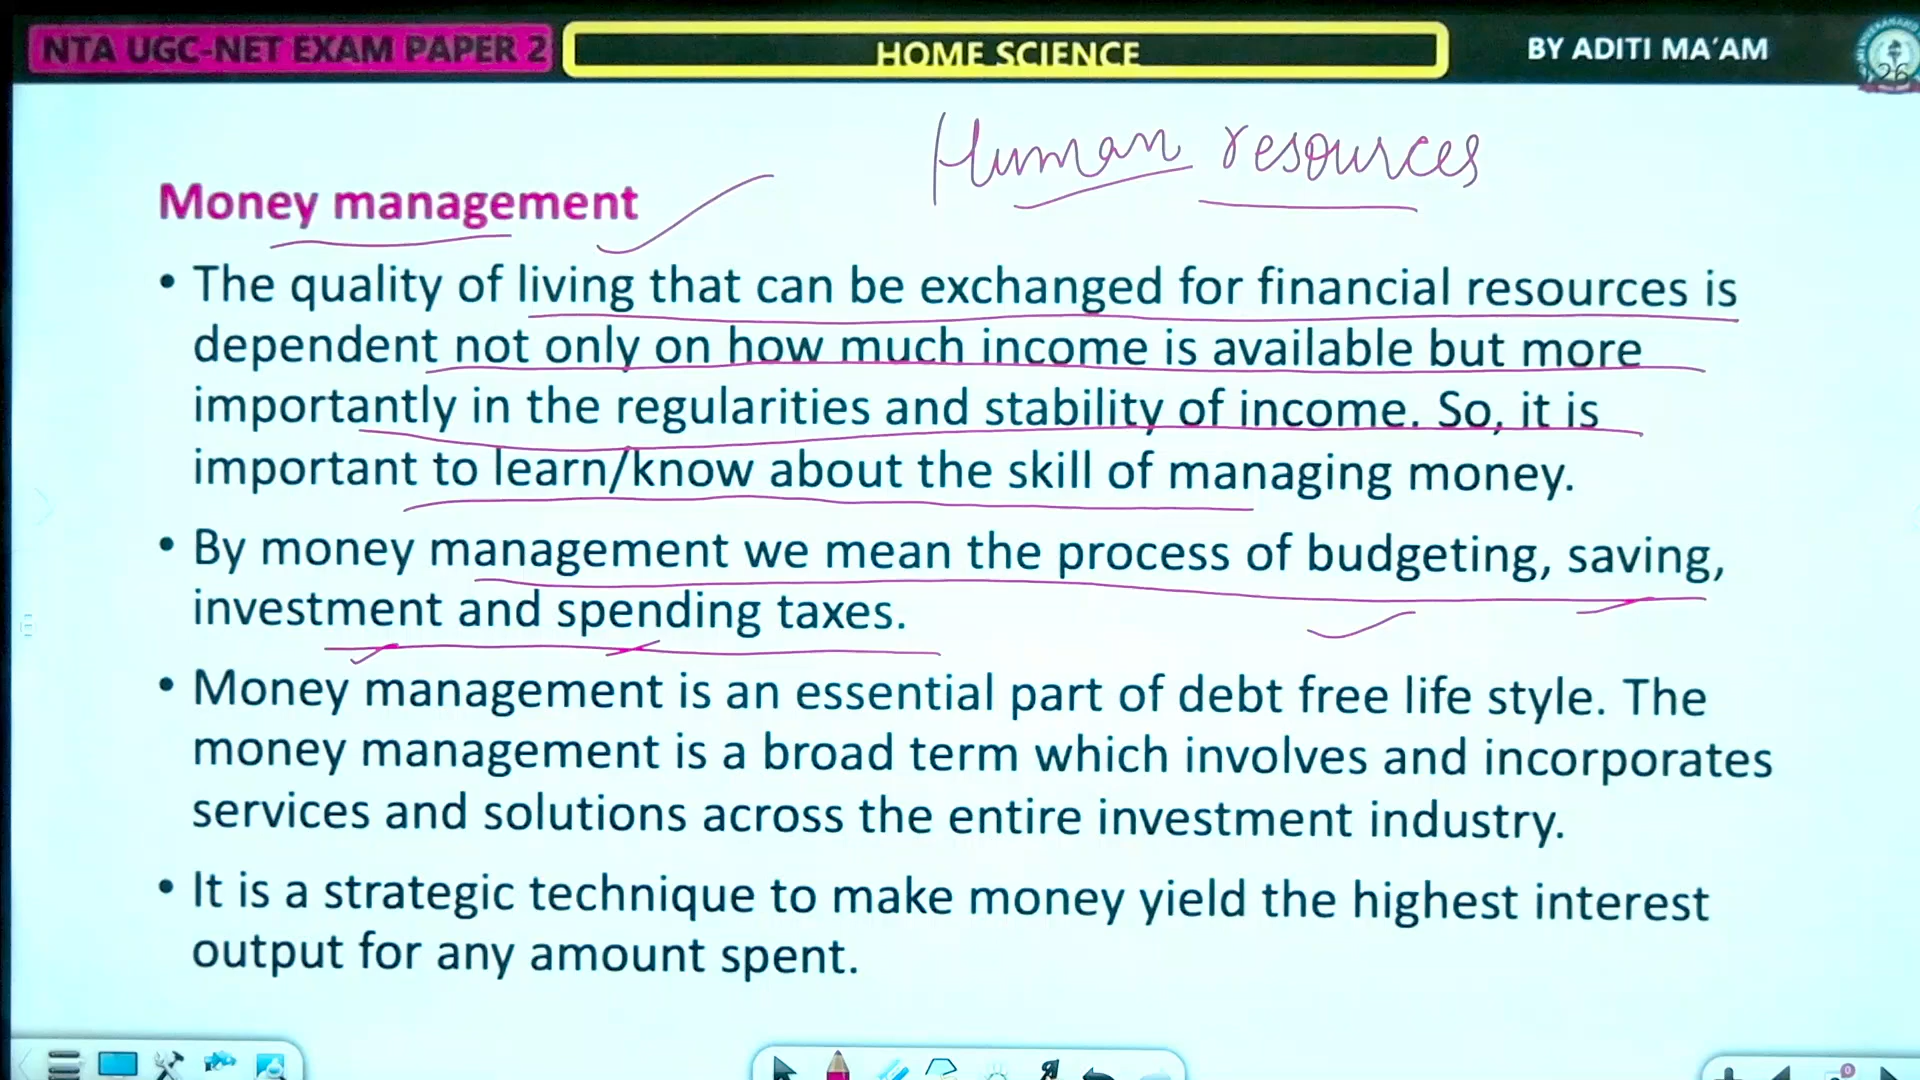 NTA UGC-NET EXAM PAPER 2
HOME SCIENCE
BY ADITI MA'AM
26
Human resources
Money management
• The quality of living that can be exchanged for financial resources is
dependent not only on how much income is available but more
importantly in the regularities and stability of income. So, it is
important to learn/know about the skill of managing money.
• By money management we mean the process of budgeting, saving,
investment and spending taxes.
• Money management is an essential part of debt free life style. The
money management is a broad term which involves and incorporates
services and solutions across the entire investment industry.
• It is a strategic technique to make money yield the highest interest
output for any amount spent.